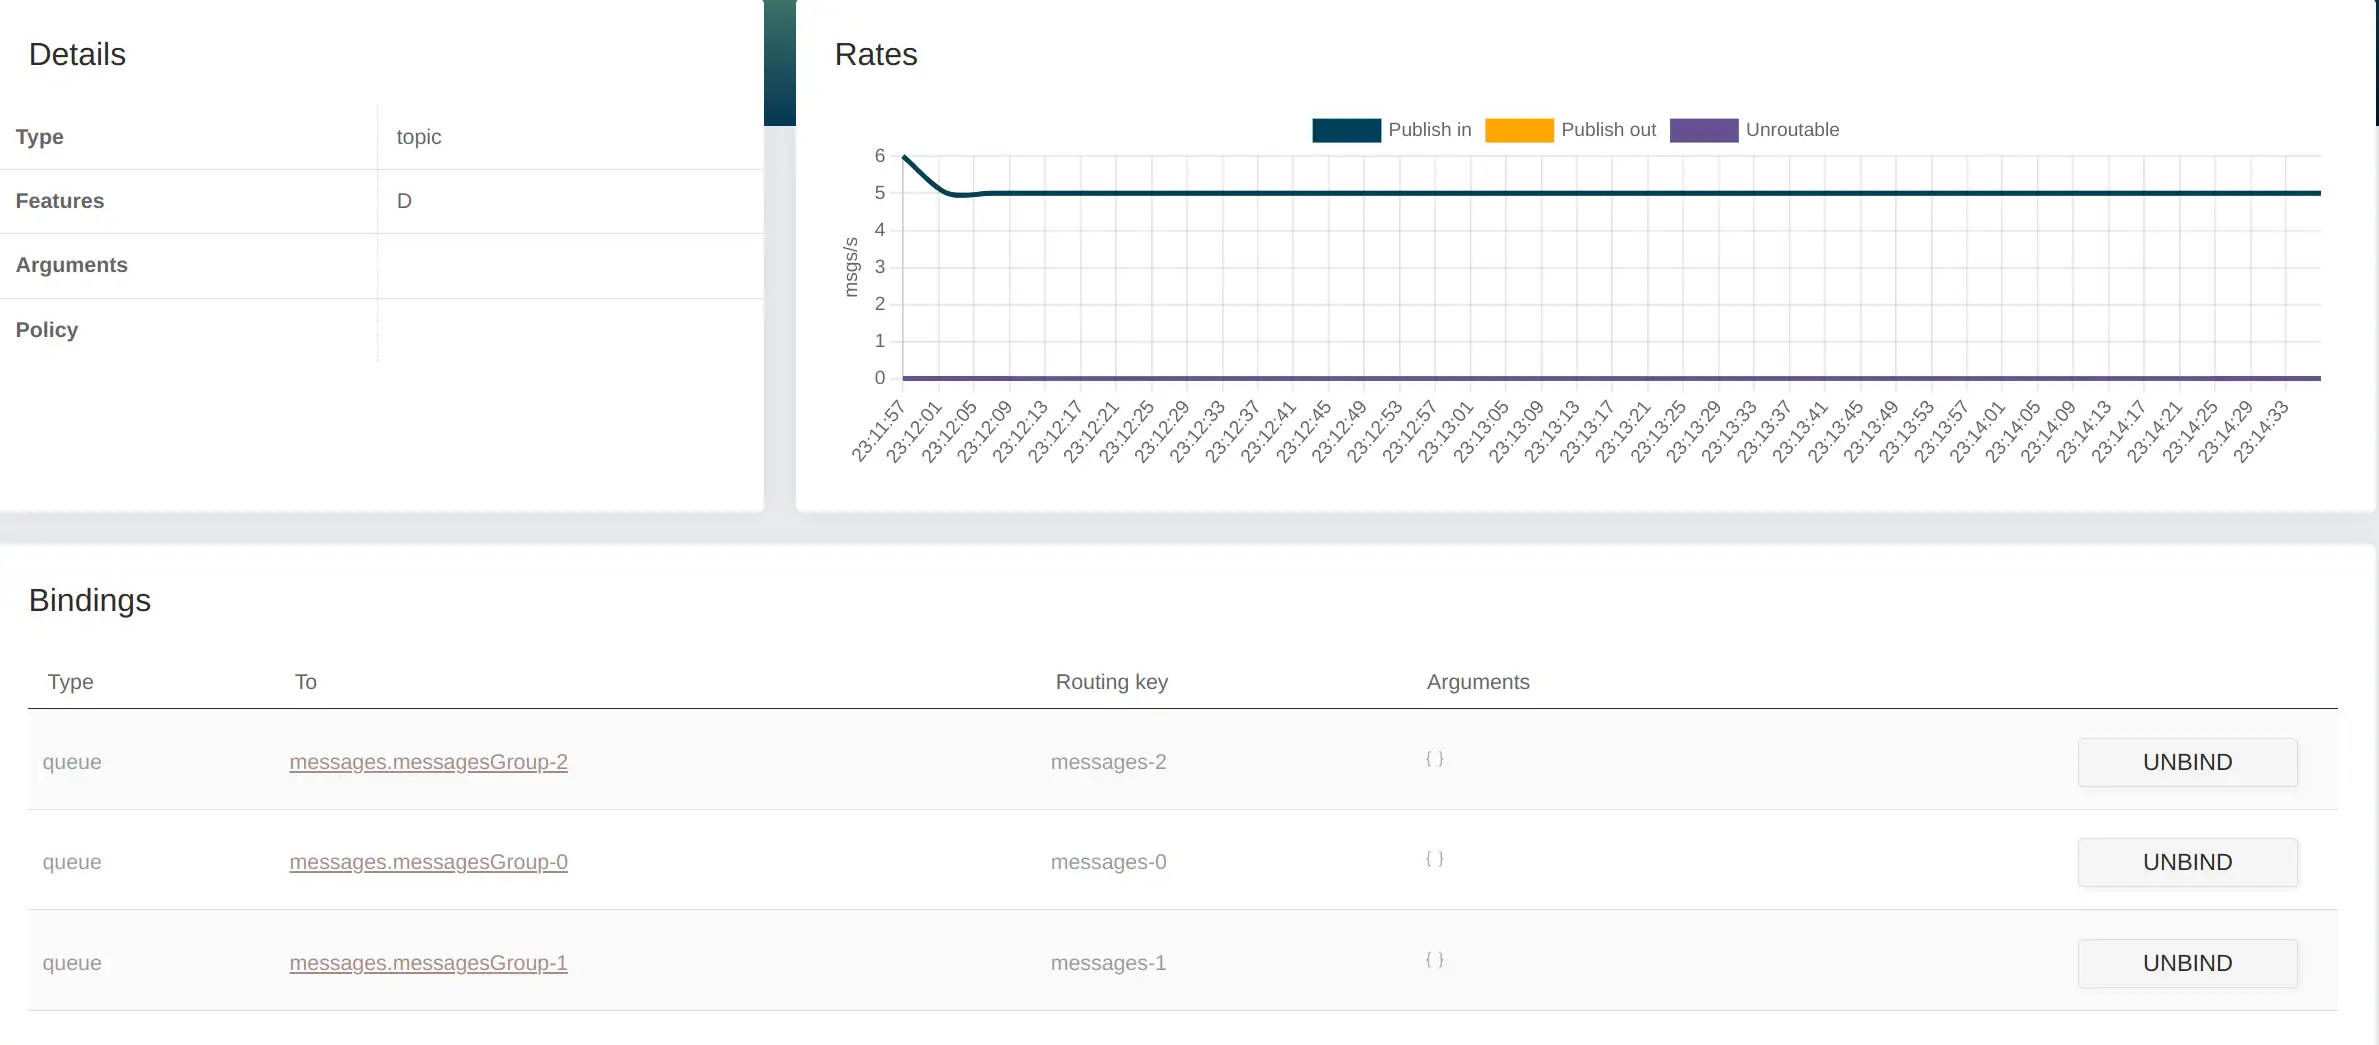 Details
Type topic
Features D
Arguments
Policy
Rates
Publish in Publish out Unroutable
msgs/s
6
5
4
3
2
1
0
23:11:57 23:12:01 23:12:05 23:12:09 23:12:13 23:12:17 23:12:21 23:12:25 23:12:29 23:12:33 23:12:37 23:12:41 23:12:45 23:12:49 23:12:53 23:12:57 23:13:01 23:13:05 23:13:09 23:13:13 23:13:17 23:13:21 23:13:25 23:13:29 23:13:33 23:13:37 23:13:41 23:13:45 23:13:49 23:13:53 23:13:57 23:14:01 23:14:05 23:14:09 23:14:13 23:14:17 23:14:21 23:14:25 23:14:29 23:14:33
Bindings
Type To Routing key Arguments
queue messages.messagesGroup-2 messages-2 { } UNBIND
queue messages.messagesGroup-0 messages-0 { } UNBIND
queue messages.messagesGroup-1 messages-1 { } UNBIND